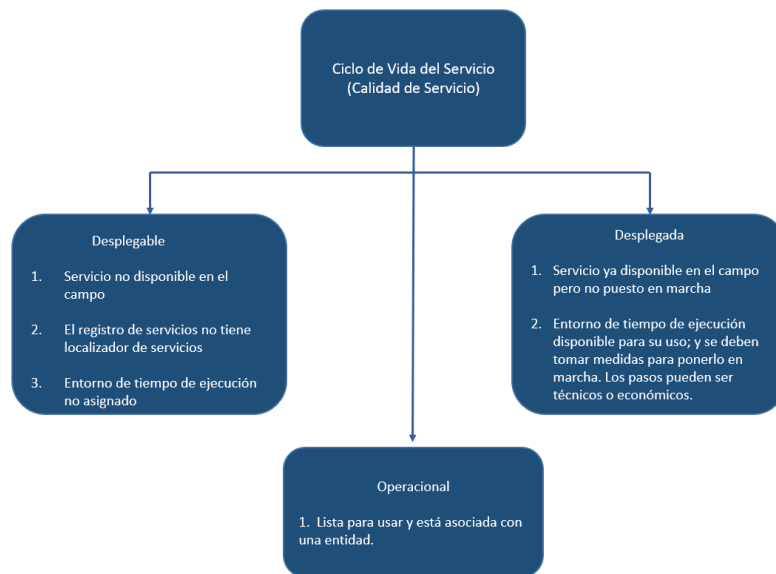 Ciclo de Vida del Servicio
(Calidad de Servicio)
Desplegable
1. Servicio no disponible en el
campo
2. El registro de servicios no tiene
localizador de servicios
3. Entorno de tiempo de ejecución
no asignado
Desplegada
1. Servicio ya disponible en el campo
pero no puesto en marcha
2. Entorno de tiempo de ejecución
disponible para su uso; y se deben
tomar medidas para ponerlo en
marcha. Los pasos pueden ser
técnicos o económicos.
Operacional
1. Lista para usar y está asociada con
una entidad.